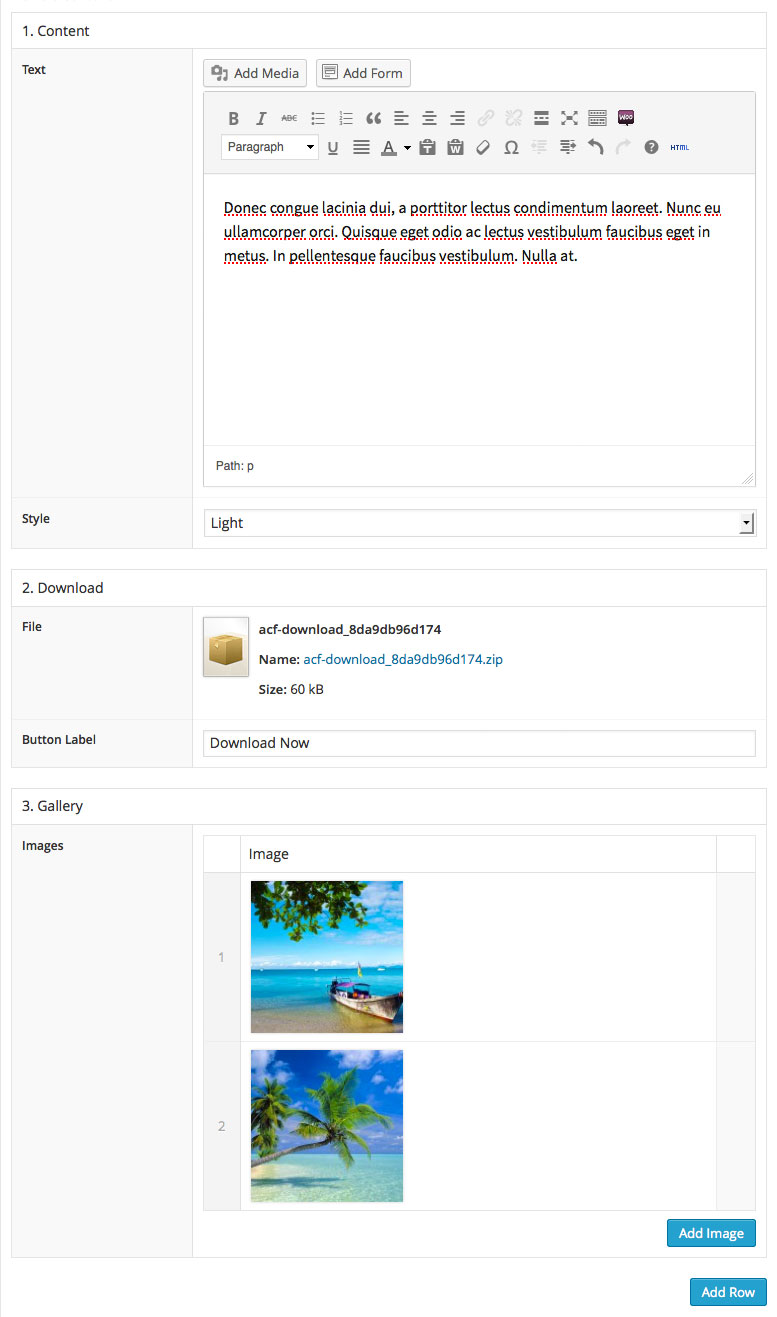 1. Content
Text
Add Media Add Form
B I ABC
WOO
Paragraph U A T W Ω ? HTML
Donec congue lacinia dui, a porttitor lectus condimentum laoreet. Nunc eu
ullamcorper orci. Quisque eget odio ac lectus vestibulum faucibus eget in
metus. In pellentesque faucibus vestibulum. Nulla at.
Path: p
Style
Light
2. Download
File
acf-download_8da9db96d174
Name: acf-download_8da9db96d174.zip
Size: 60 kB
Button Label
Download Now
3. Gallery
Images
Image
1
2
Add Image
Add Row